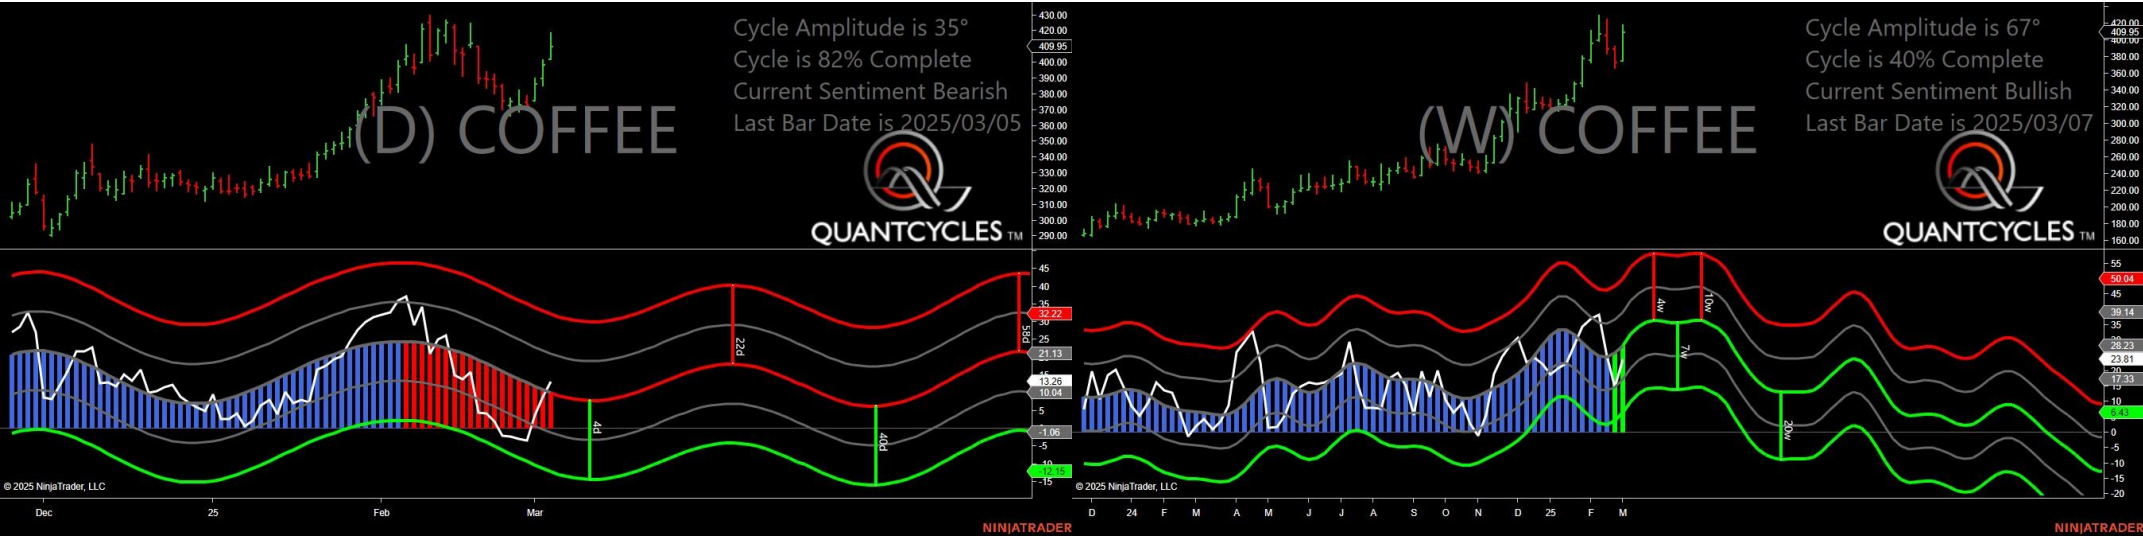 Cycle Amplitude is 35°
Cycle is 82% Complete
Current Sentiment Bearish
Last Bar Date is 2025/03/05
(D) COFFEE
QUANTCYCLES TM
430.00
420.00
409.95
400.00
390.00
380.00
370.00
360.00
350.00
340.00
330.00
320.00
310.00
300.00
290.00
45
40
35
32.22
30
25
21.13
15
13.26
10.04
5
-1.06
-5
-12.15
-15
22d
58d
4d
40d
© 2025 NinjaTrader, LLC
Dec
25
Feb
Mar
NINJATRADER
Cycle Amplitude is 67°
Cycle is 40% Complete
Current Sentiment Bullish
Last Bar Date is 2025/03/07
(W) COFFEE
QUANTCYCLES TM
420.00
409.95
400.00
380.00
360.00
340.00
320.00
300.00
280.00
260.00
240.00
220.00
200.00
180.00
160.00
55
50.04
45
39.14
35
28.23
23.81
17.33
10
6.43
0
-5
-10
-15
-20
4w
10w
7w
20w
© 2025 NinjaTrader, LLC
D
24
F
M
A
M
J
J
A
S
O
N
D
25
F
M
NINJATRADER